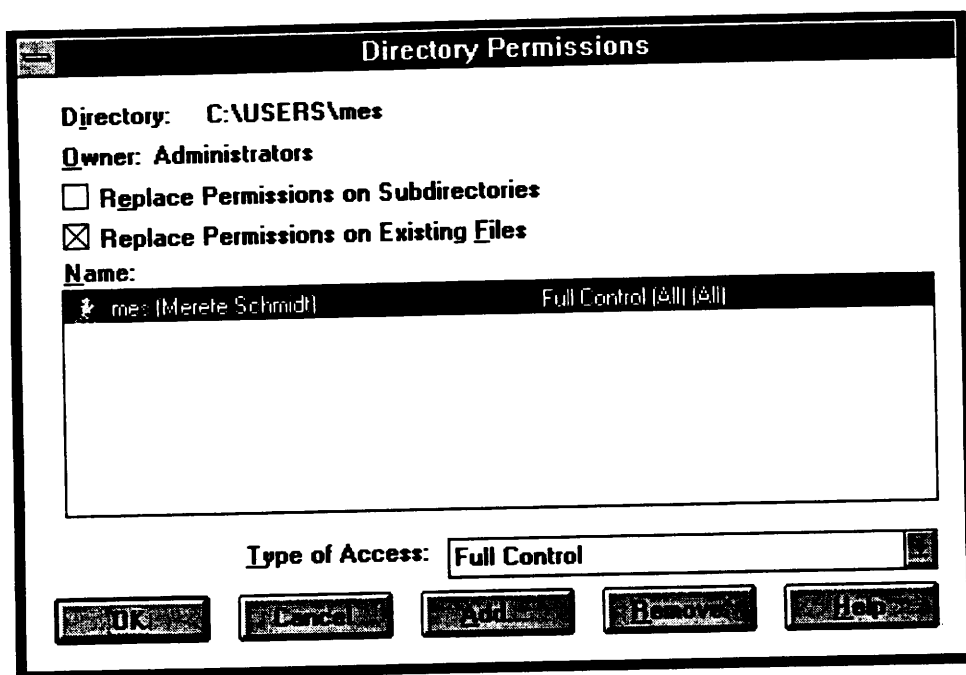 Directory Permissions
Directory: C:\USERS\mes
Owner: Administrators
Replace Permissions on Subdirectories
Replace Permissions on Existing Files
Name:
mes (Merete Schmidt) Full Control (All) (All)
Type of Access: Full Control
OK Cancel Add... Remove Help